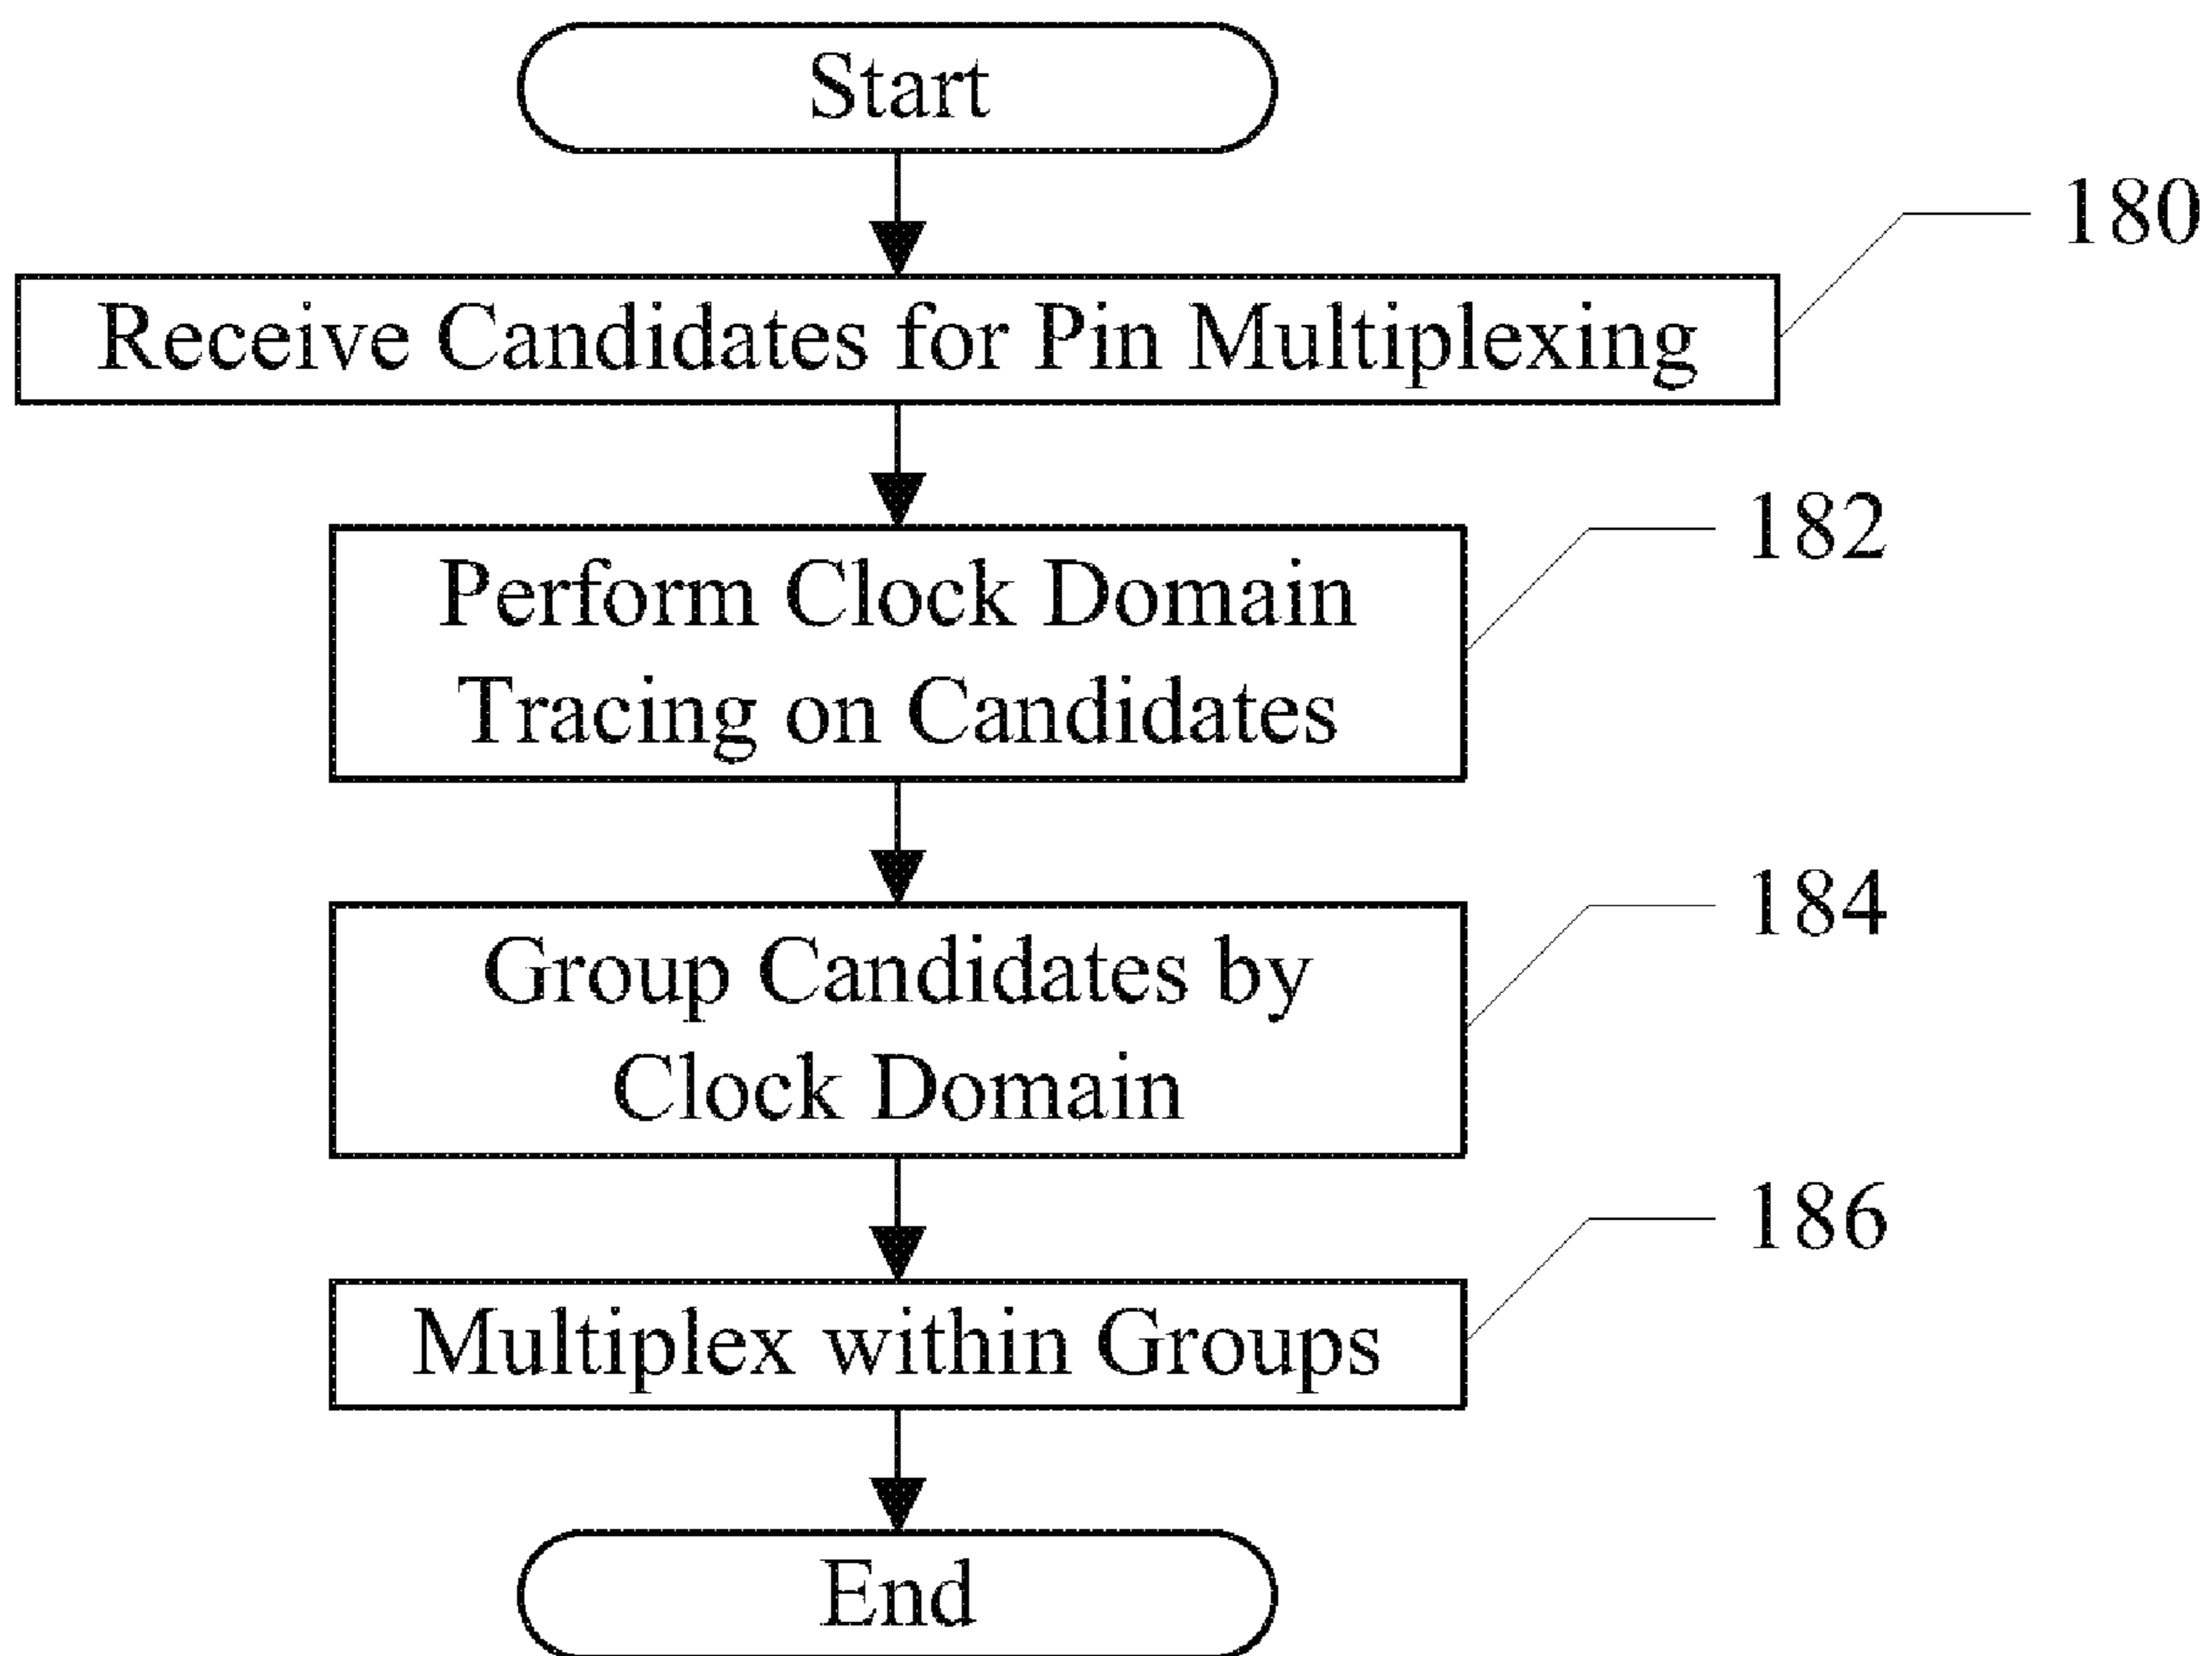 Start
180
Receive Candidates for Pin Multiplexing
182
Perform Clock Domain
Tracing on Candidates
184
Group Candidates by
Clock Domain
186
Multiplex within Groups
End